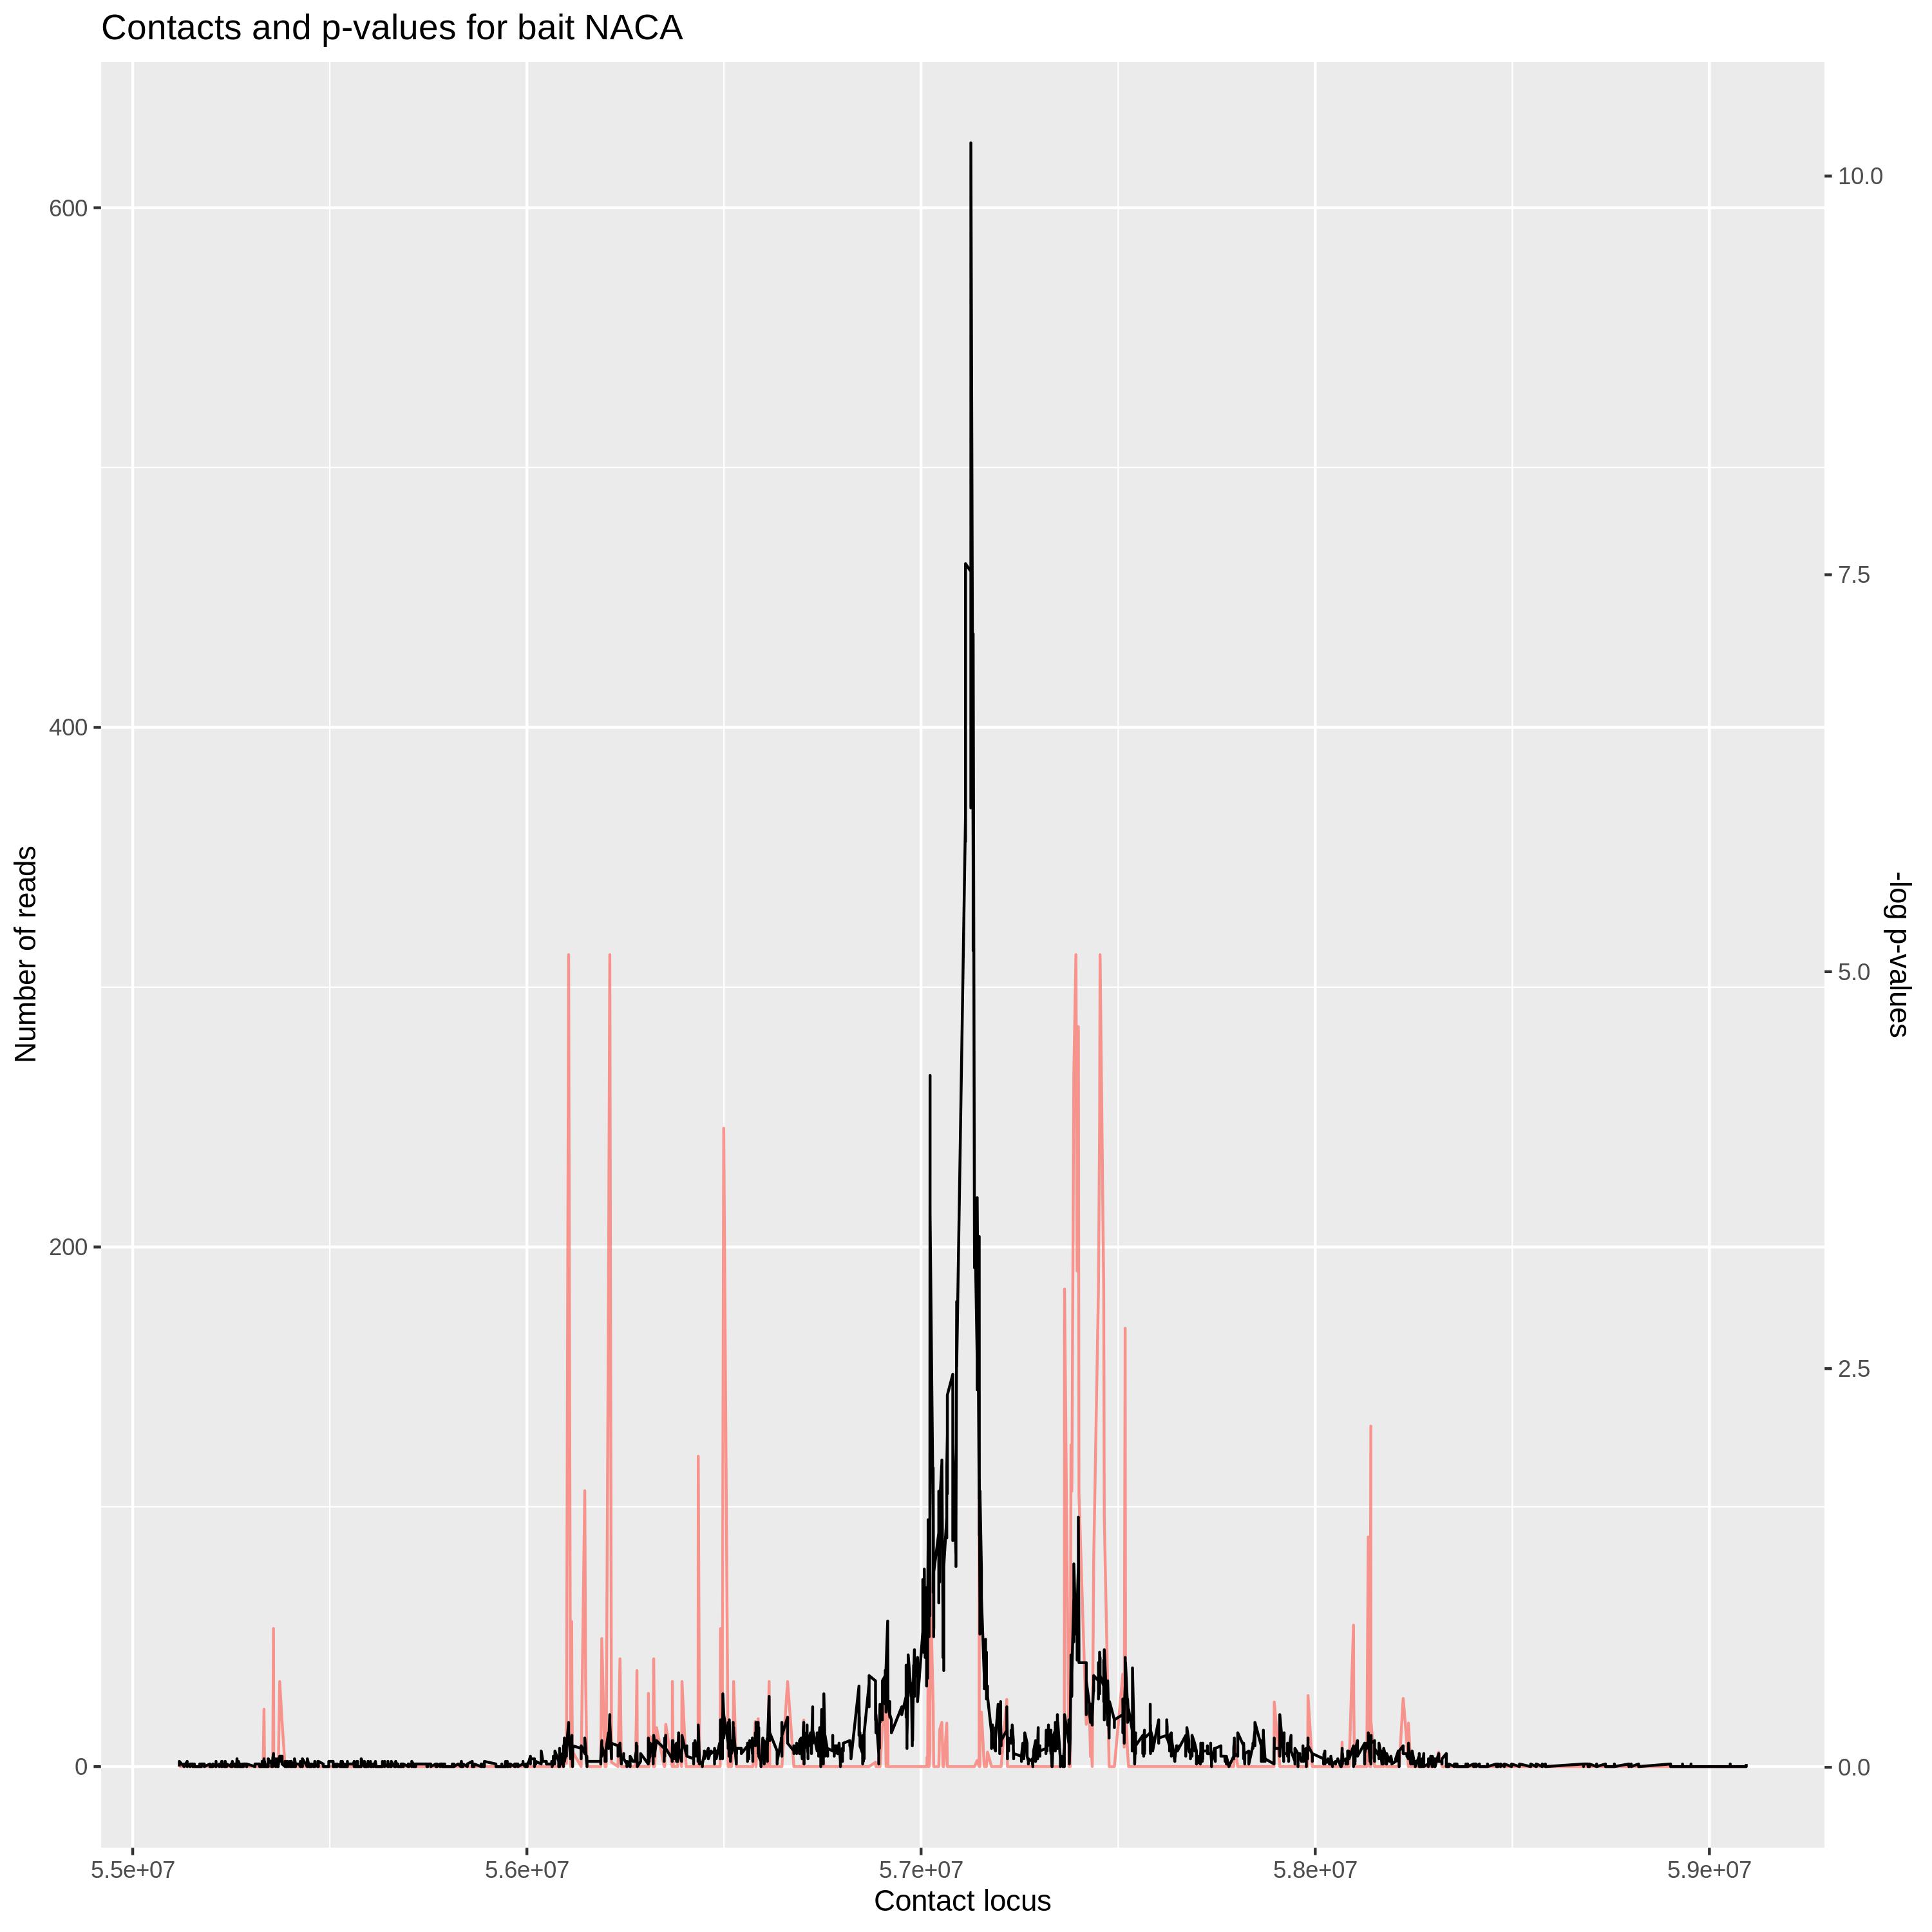 Contacts and p-values for bait NACA
600
400
200
0
10.0
7.5
5.0
2.5
0.0
Number of reads
-log p-values
5.5e+07 5.6e+07 5.7e+07 5.8e+07 5.9e+07
Contact locus